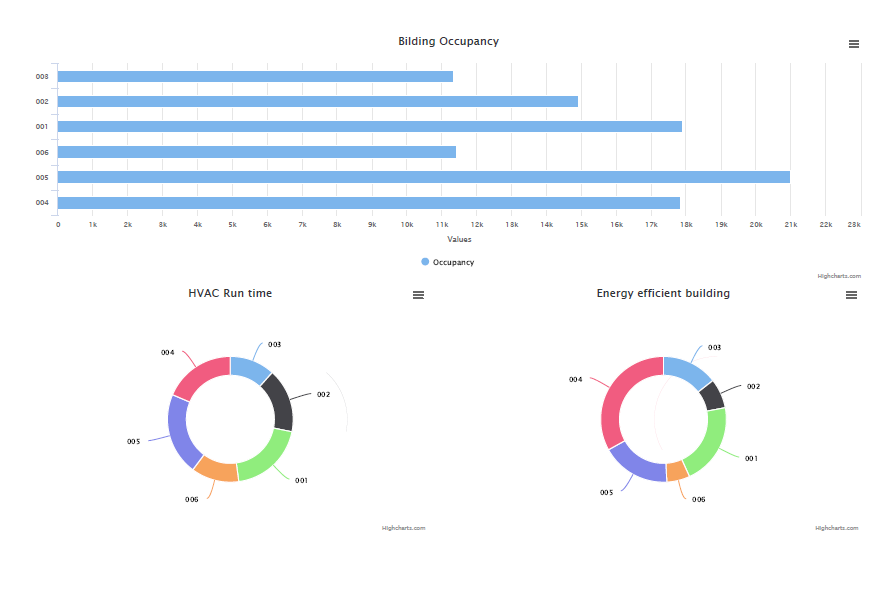 Bilding Occupancy
003
002
001
006
005
004
0 1k 2k 3k 4k 5k 6k 7k 8k 9k 10k 11k 12k 13k 14k 15k 16k 17k 18k 19k 20k 21k 22k 23k
Values
Occupancy
Highcharts.com
HVAC Run time
003
002
001
006
005
004
Highcharts.com
Energy efficient building
003
002
001
006
005
004
Highcharts.com